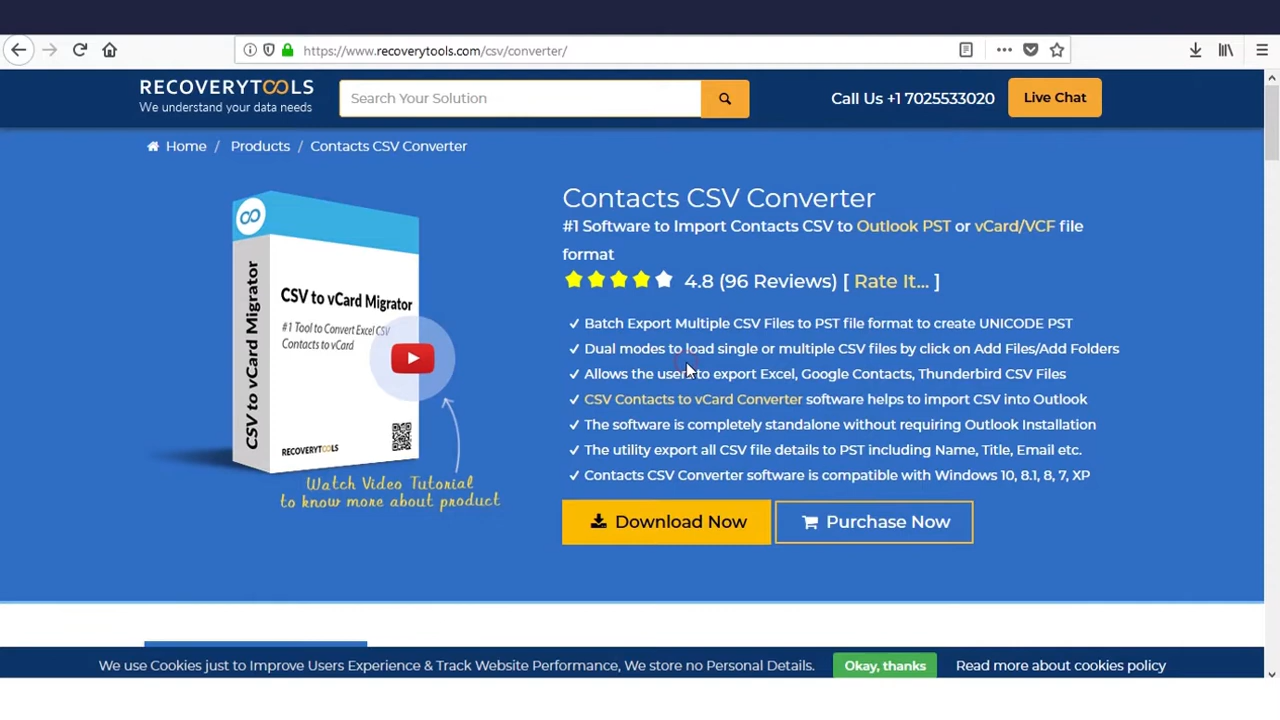 https://www.recoverytools.com/csv/converter/
RECOVERYTOOLS
We understand your data needs
Search Your Solution
Call Us +1 7025533020
Live Chat
Home / Products / Contacts CSV Converter
Contacts CSV Converter
#1 Software to Import Contacts CSV to Outlook PST or vCard/VCF file
format
4.8 (96 Reviews) [ Rate It... ]
CSV to vCard Migrator
CSV to vCard Migrator
#1 Tool to Convert Excel CSV
Contacts to vCard
RECOVERYTOOLS
Watch Video Tutorial
to know more about product
✓ Batch Export Multiple CSV Files to PST file format to create UNICODE PST
✓ Dual modes to load single or multiple CSV files by click on Add Files/Add Folders
✓ Allows the user to export Excel, Google Contacts, Thunderbird CSV Files
✓ CSV Contacts to vCard Converter software helps to import CSV into Outlook
✓ The software is completely standalone without requiring Outlook Installation
✓ The utility export all CSV file details to PST including Name, Title, Email etc.
✓ Contacts CSV Converter software is compatible with Windows 10, 8.1, 8, 7, XP
Download Now
Purchase Now
We use Cookies just to Improve Users Experience & Track Website Performance, We store no Personal Details.
Okay, thanks
Read more about cookies policy